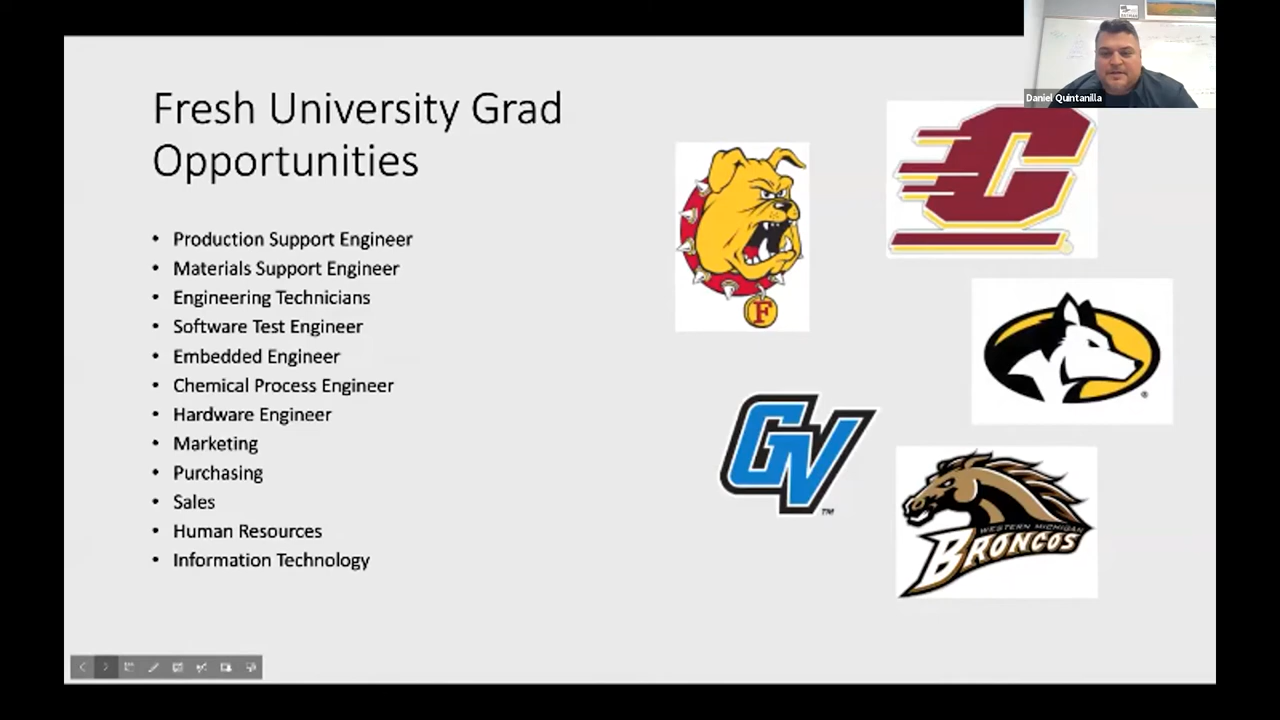 Fresh University Grad
Opportunities
Daniel Quintanilla
• Production Support Engineer
• Materials Support Engineer
• Engineering Technicians
• Software Test Engineer
• Embedded Engineer
• Chemical Process Engineer
• Hardware Engineer
• Marketing
• Purchasing
• Sales
• Human Resources
• Information Technology
C
F
®
GV
TM
WESTERN MICHIGAN
BRONCOS